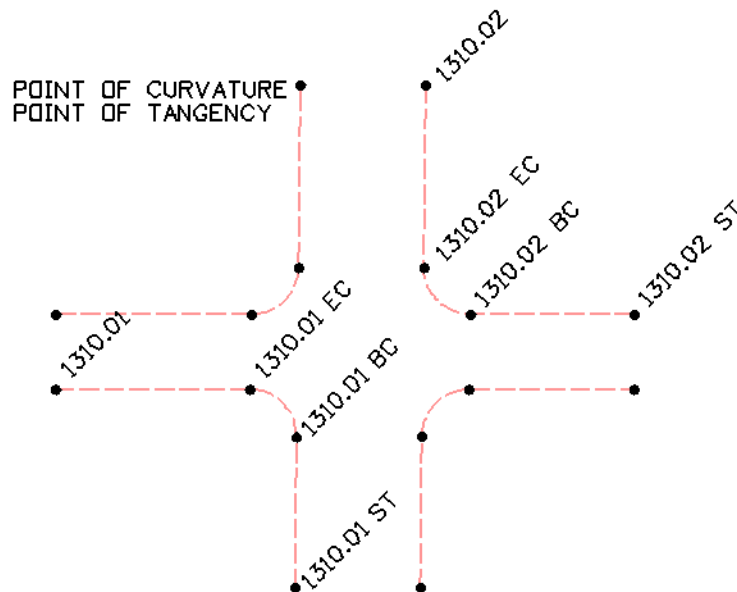 1310.02
POINT OF CURVATURE
POINT OF TANGENCY
1310.02 EC
1310.02 BC
1310.02 ST
1310.01
1310.01 EC
1310.01 BC
1310.01 ST